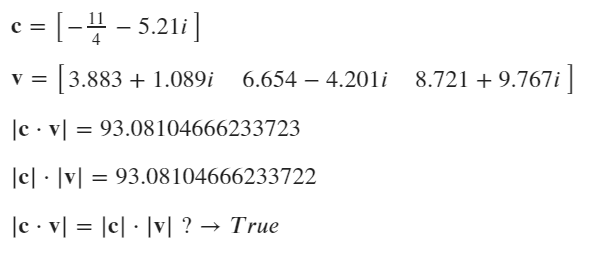 c = [−11/4 − 5.21i]
v = [3.883 + 1.089i 6.654 − 4.201i 8.721 + 9.767i]
|c · v| = 93.08104666233723
|c| · |v| = 93.08104666233722
|c · v| = |c| · |v| ? → True